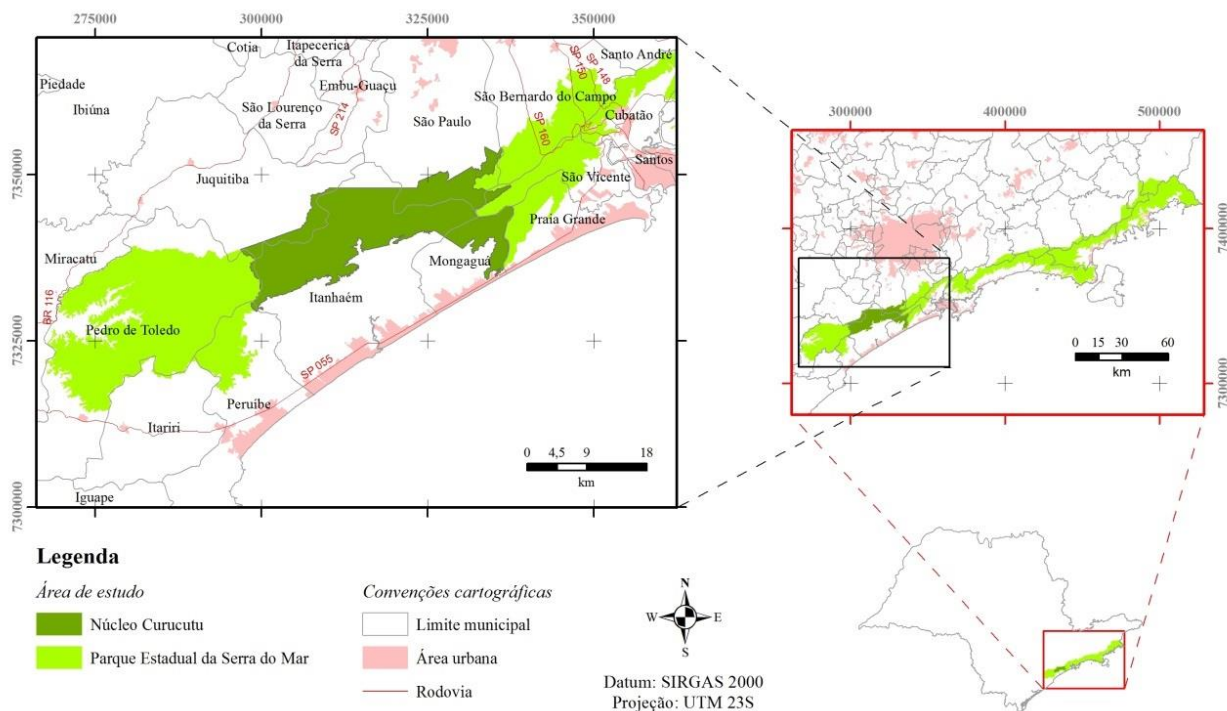 275000
300000
325000
350000
7350000
7325000
7300000
Cotia
Itapecerica
da Serra
Santo André
SP 150
SP 148
Piedade
Embu-Guaçu
Ibiúna
São Bernardo do Campo
São Lourenço
da Serra
SP 214
São Paulo
SP 160
Cubatão
Santos
Juquitiba
São Vicente
Praia Grande
Miracatu
Mongaguá
Itanhaém
BR 116
Pedro de Toledo
SP 055
Peruíbe
Itariri
Iguape
0 4,5 9 18
km
300000
400000
500000
7400000
7300000
0 15 30 60
km
Legenda
Área de estudo
Núcleo Curucutu
Parque Estadual da Serra do Mar
Convenções cartográficas
Limite municipal
Área urbana
Rodovia
N
W E
S
Datum: SIRGAS 2000
Projeção: UTM 23S